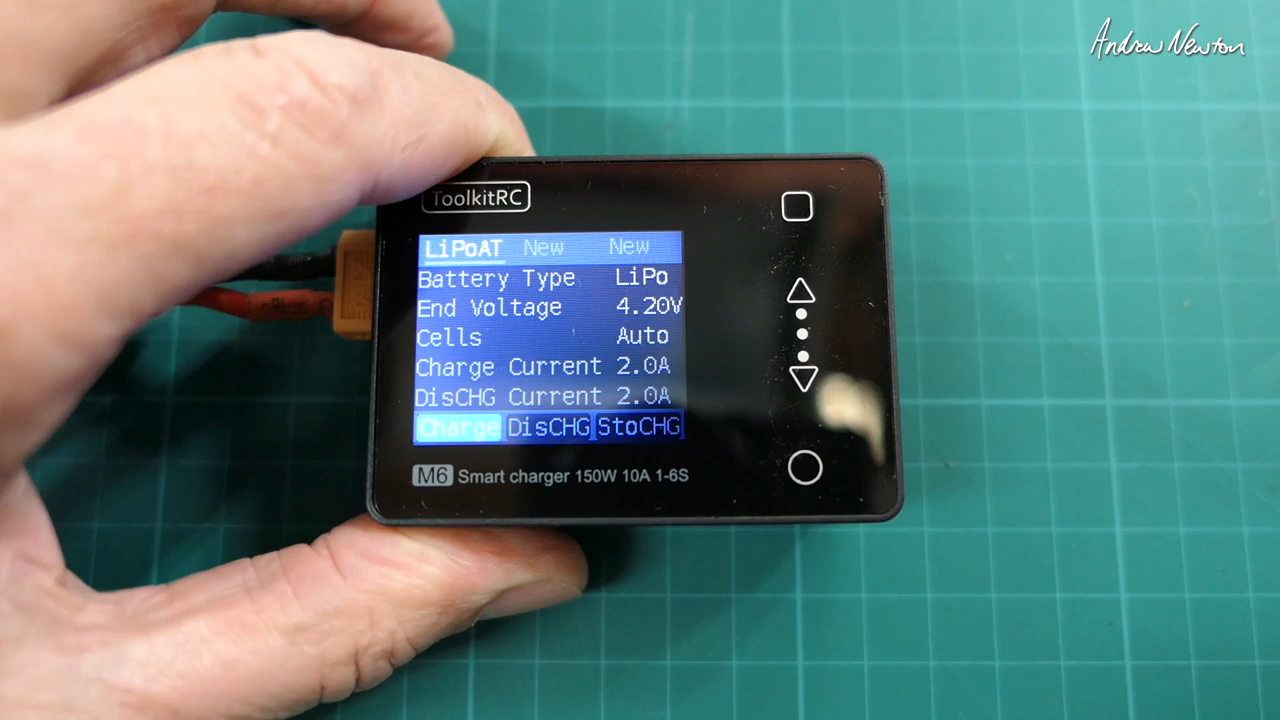 Andrew Newton
ToolkitRC
LiPoAT New New
Battery Type LiPo
End Voltage 4.20V
Cells Auto
Charge Current 2.0A
DisCHG Current 2.0A
Charge DisCHG StoCHG
M6 Smart charger 150W 10A 1-6S